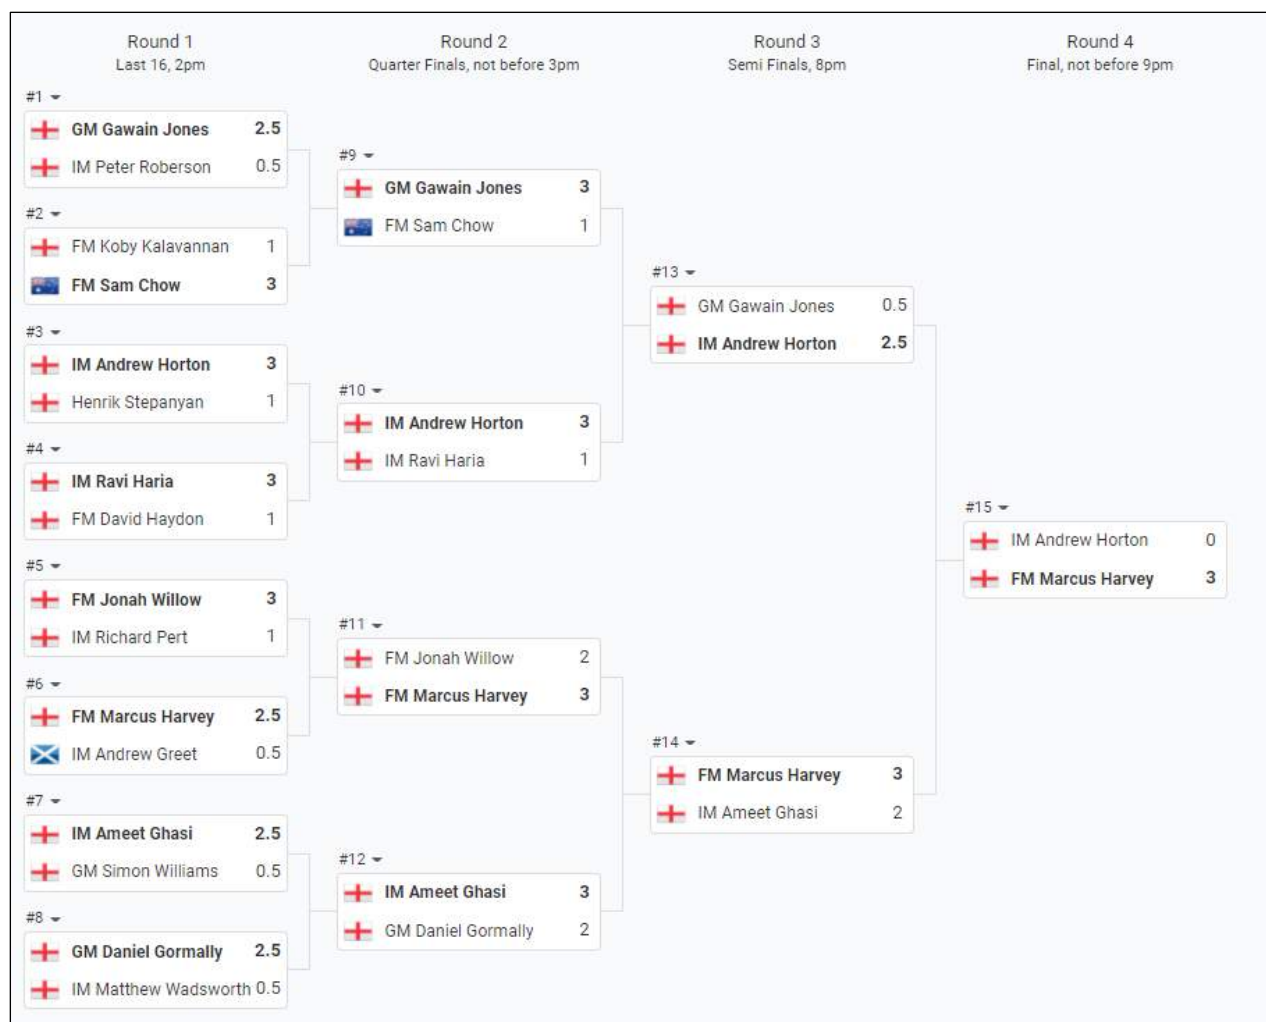 Round 1
Last 16, 2pm
#1
GM Gawain Jones 2.5
IM Peter Roberson 0.5
#2
FM Koby Kalavannan 1
FM Sam Chow 3
#3
IM Andrew Horton 3
Henrik Stepanyan 1
#4
IM Ravi Haria 3
FM David Haydon 1
#5
FM Jonah Willow 3
IM Richard Pert 1
#6
FM Marcus Harvey 2.5
IM Andrew Greet 0.5
#7
IM Ameet Ghasi 2.5
GM Simon Williams 0.5
#8
GM Daniel Gormally 2.5
IM Matthew Wadsworth 0.5
Round 2
Quarter Finals, not before 3pm
#9
GM Gawain Jones 3
FM Sam Chow 1
#10
IM Andrew Horton 3
IM Ravi Haria 1
#11
FM Jonah Willow 2
FM Marcus Harvey 3
#12
IM Ameet Ghasi 3
GM Daniel Gormally 2
Round 3
Semi Finals, 8pm
#13
GM Gawain Jones 0.5
IM Andrew Horton 2.5
#14
FM Marcus Harvey 3
IM Ameet Ghasi 2
Round 4
Final, not before 9pm
#15
IM Andrew Horton 0
FM Marcus Harvey 3